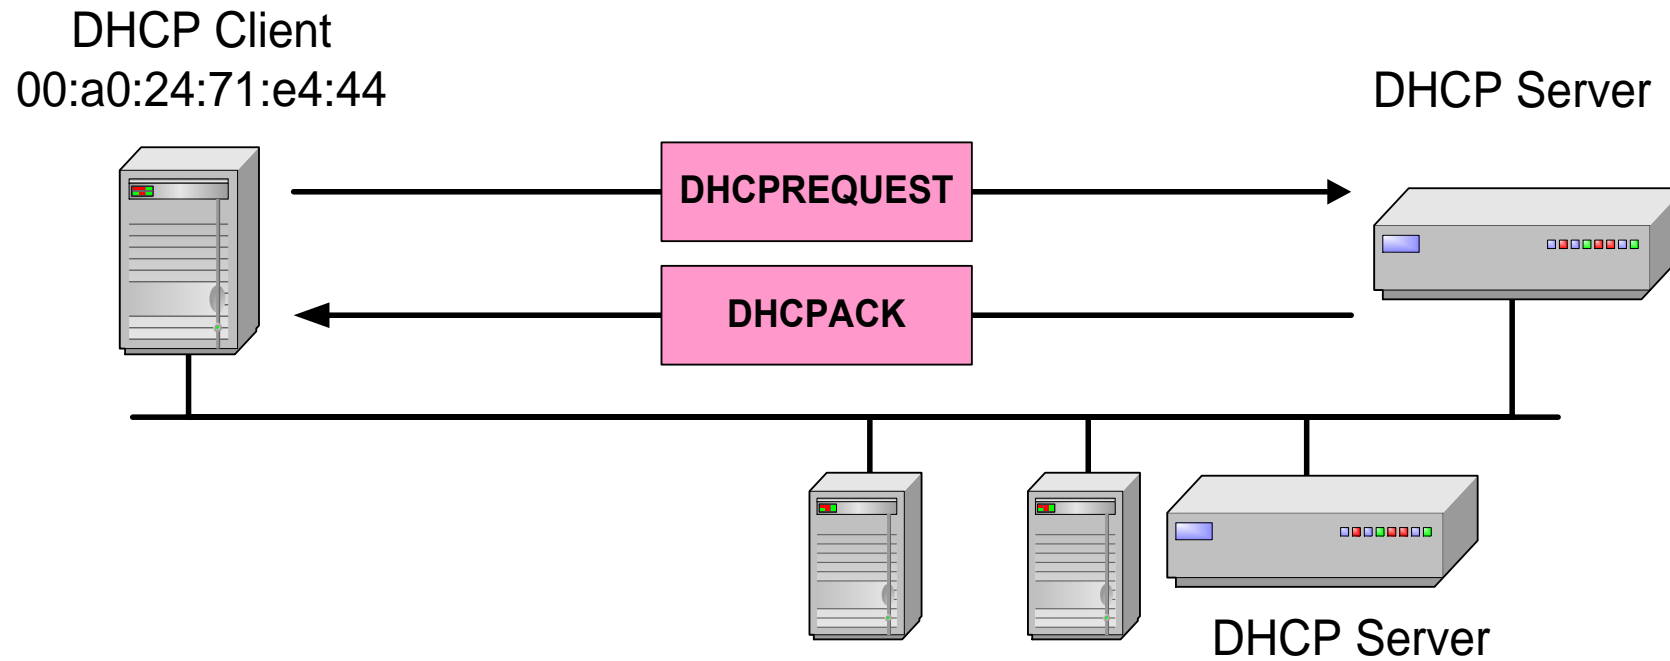 DHCP Client
00:a0:24:71:e4:44
DHCP Server
DHCPREQUEST
DHCPACK
DHCP Server